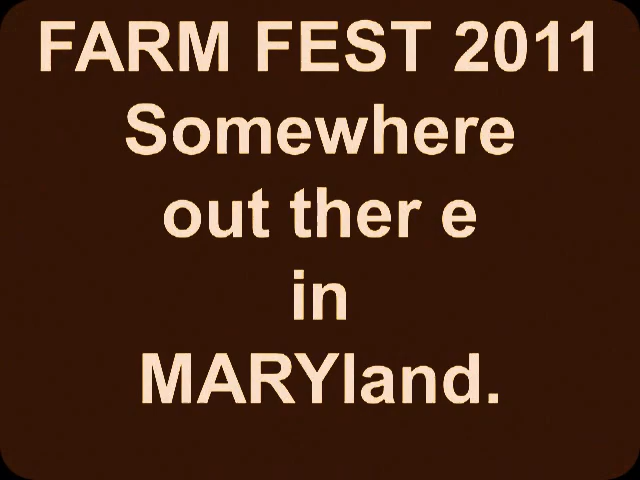 FARM FEST 2011
Somewhere
out ther e
in
MARYland.